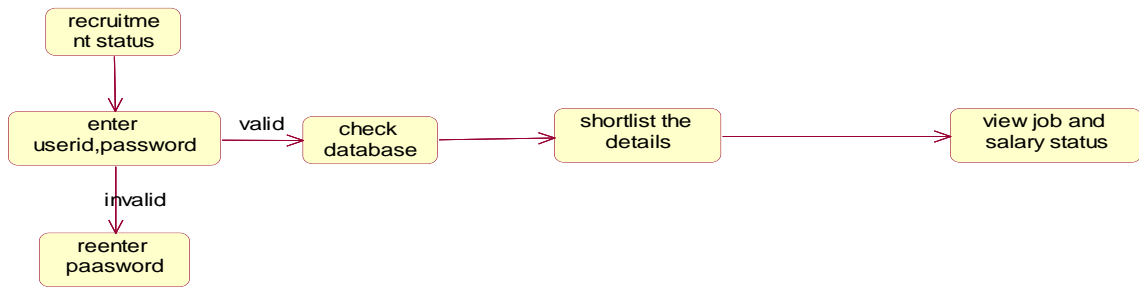 recruitme
nt status
enter
userid,password
valid
check
database
shortlist the
details
view job and
salary status
invalid
reenter
paasword